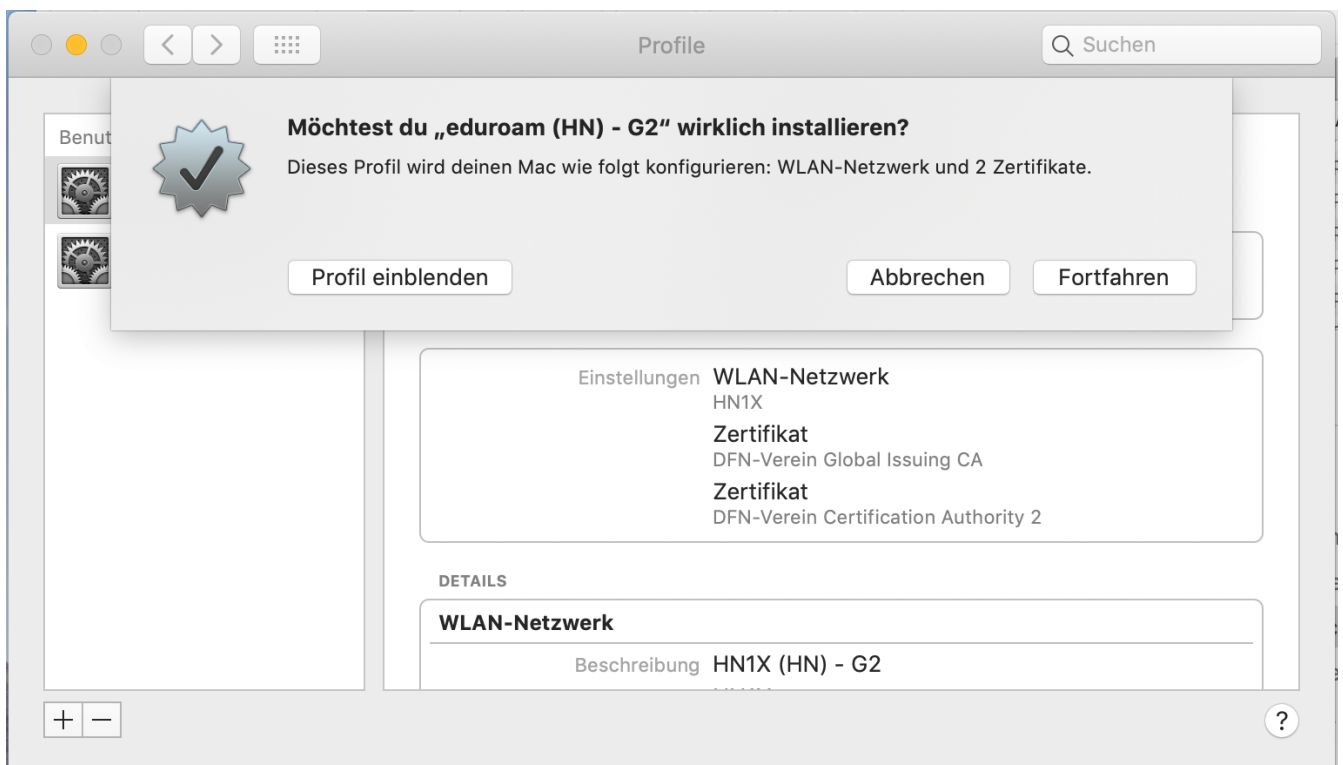 Profile
Suchen
Möchtest du „eduroam (HN) - G2“ wirklich installieren?
Dieses Profil wird deinen Mac wie folgt konfigurieren: WLAN-Netzwerk und 2 Zertifikate.
Profil einblenden
Abbrechen
Fortfahren
Benut
Einstellungen WLAN-Netzwerk
HN1X
Zertifikat
DFN-Verein Global Issuing CA
Zertifikat
DFN-Verein Certification Authority 2
DETAILS
WLAN-Netzwerk
Beschreibung HN1X (HN) - G2
+ −
?